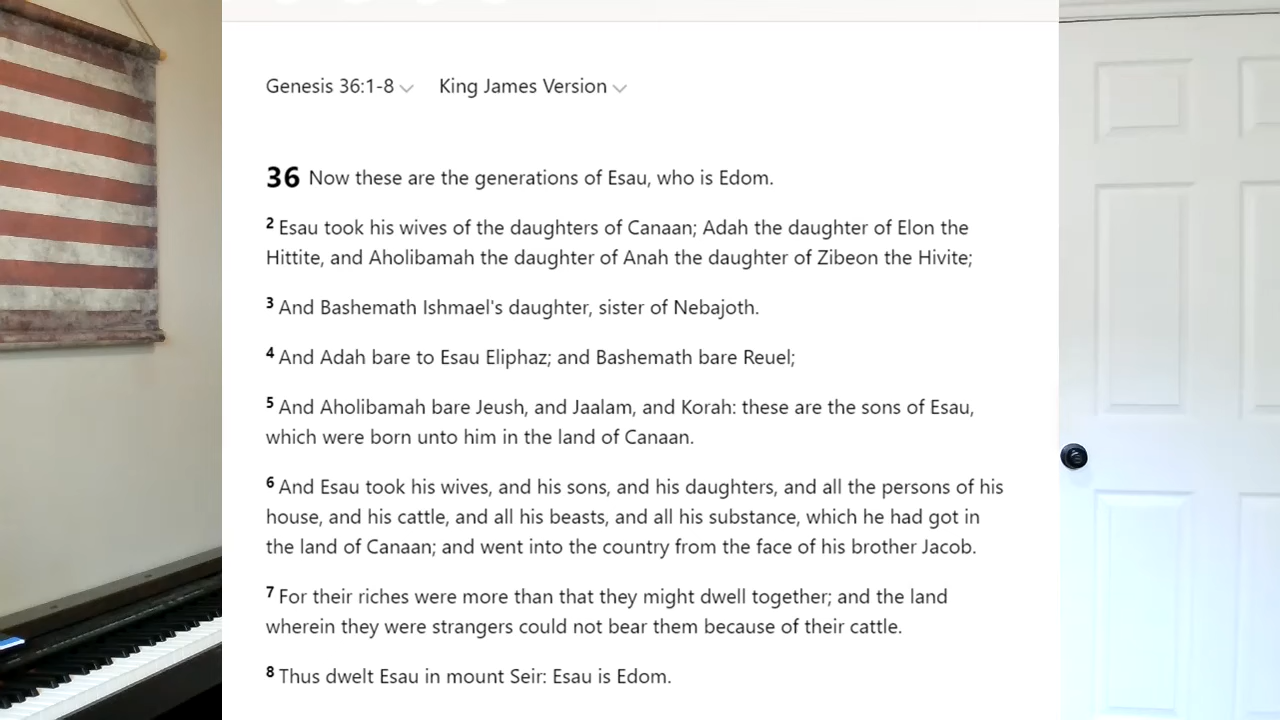 Genesis 36:1-8 King James Version
36 Now these are the generations of Esau, who is Edom.
2 Esau took his wives of the daughters of Canaan; Adah the daughter of Elon the
Hittite, and Aholibamah the daughter of Anah the daughter of Zibeon the Hivite;
3 And Bashemath Ishmael's daughter, sister of Nebajoth.
4 And Adah bare to Esau Eliphaz; and Bashemath bare Reuel;
5 And Aholibamah bare Jeush, and Jaalam, and Korah: these are the sons of Esau,
which were born unto him in the land of Canaan.
6 And Esau took his wives, and his sons, and his daughters, and all the persons of his
house, and his cattle, and all his beasts, and all his substance, which he had got in
the land of Canaan; and went into the country from the face of his brother Jacob.
7 For their riches were more than that they might dwell together; and the land
wherein they were strangers could not bear them because of their cattle.
8 Thus dwelt Esau in mount Seir: Esau is Edom.